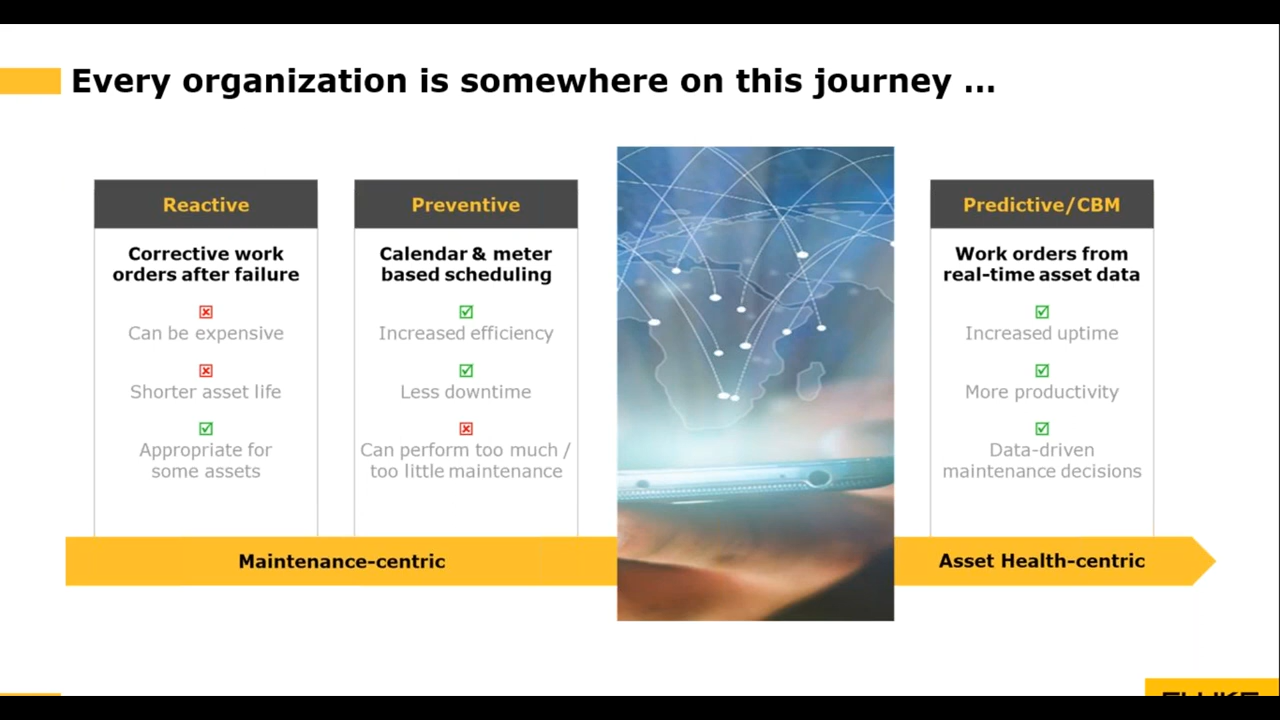 Every organization is somewhere on this journey ...
Reactive
Corrective work
orders after failure
Can be expensive
Shorter asset life
Appropriate for
some assets
Preventive
Calendar & meter
based scheduling
Increased efficiency
Less downtime
Can perform too much /
too little maintenance
Predictive/CBM
Work orders from
real-time asset data
Increased uptime
More productivity
Data-driven
maintenance decisions
Maintenance-centric
Asset Health-centric